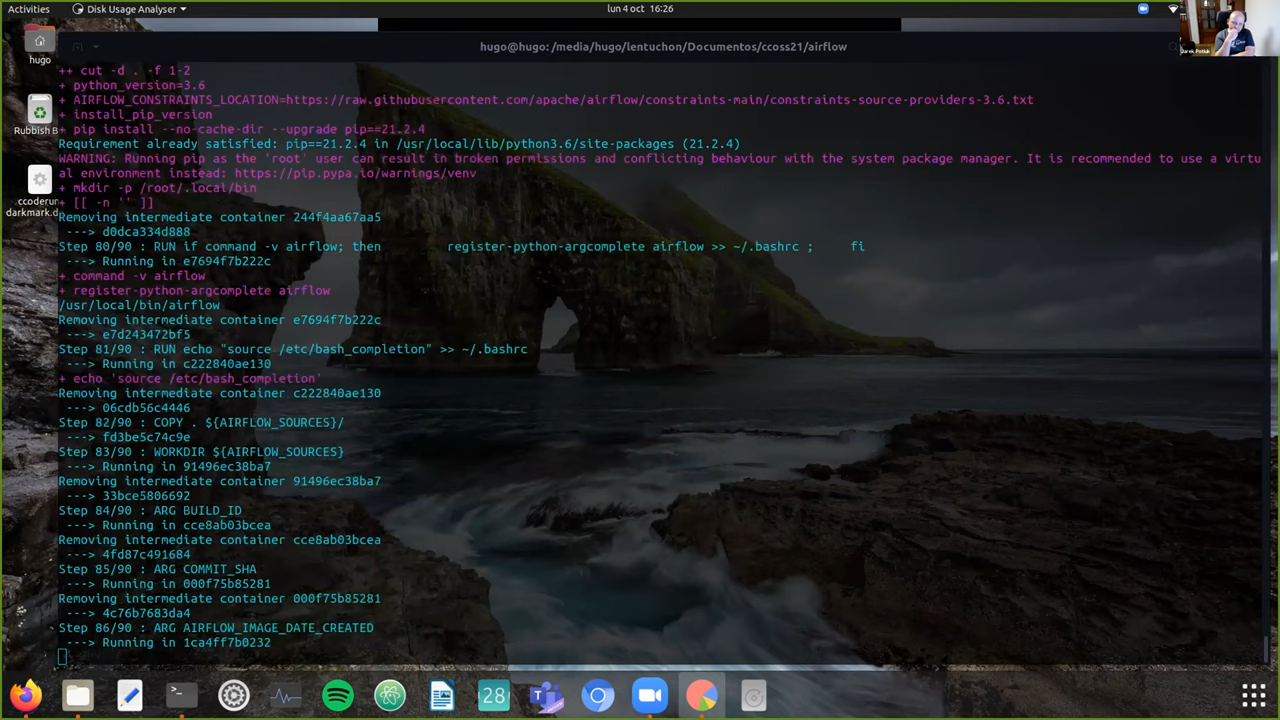 Activities
Disk Usage Analyser
lun 4 oct 16:26
hugo@hugo: /media/hugo/lentuchon/Documentos/ccoss21/airflow
hugo
Rubbish B
ccoderun
darkmark.d
Darek Potiuk
++ cut -d . -f 1-2
+ python_version=3.6
+ AIRFLOW_CONSTRAINTS_LOCATION=https://raw.githubusercontent.com/apache/airflow/constraints-main/constraints-source-providers-3.6.txt
+ install_pip_version
+ pip install --no-cache-dir --upgrade pip==21.2.4
Requirement already satisfied: pip==21.2.4 in /usr/local/lib/python3.6/site-packages (21.2.4)
WARNING: Running pip as the 'root' user can result in broken permissions and conflicting behaviour with the system package manager. It is recommended to use a virtu
al environment instead: https://pip.pypa.io/warnings/venv
+ mkdir -p /root/.local/bin
+ [[ -n '' ]]
Removing intermediate container 244f4aa67aa5
---> d0dca334d888
Step 80/90 : RUN if command -v airflow; then         register-python-argcomplete airflow >> ~/.bashrc ;     fi
---> Running in e7694f7b222c
+ command -v airflow
+ register-python-argcomplete airflow
/usr/local/bin/airflow
Removing intermediate container e7694f7b222c
---> e7d243472bf5
Step 81/90 : RUN echo "source /etc/bash_completion" >> ~/.bashrc
---> Running in c222840ae130
+ echo 'source /etc/bash_completion'
Removing intermediate container c222840ae130
---> 06cdb56c4446
Step 82/90 : COPY . ${AIRFLOW_SOURCES}/
---> fd3be5c74c9e
Step 83/90 : WORKDIR ${AIRFLOW_SOURCES}
---> Running in 91496ec38ba7
Removing intermediate container 91496ec38ba7
---> 33bce5806692
Step 84/90 : ARG BUILD_ID
---> Running in cce8ab03bcea
Removing intermediate container cce8ab03bcea
---> 4fd87c491684
Step 85/90 : ARG COMMIT_SHA
---> Running in 000f75b85281
Removing intermediate container 000f75b85281
---> 4c76b7683da4
Step 86/90 : ARG AIRFLOW_IMAGE_DATE_CREATED
---> Running in 1ca4ff7b0232
28